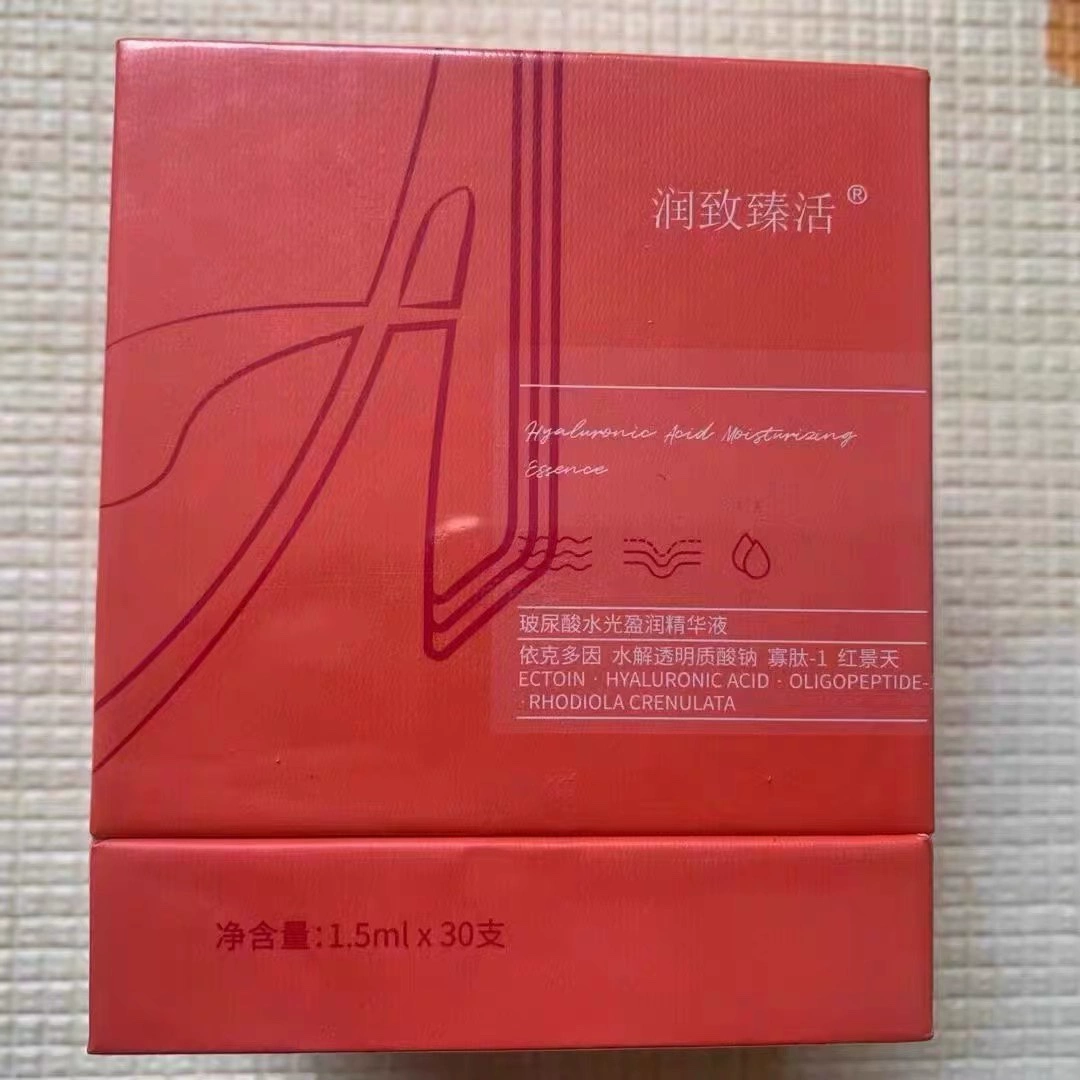 润致臻活®
Hyaluronic Acid Moisturizing
Essence
玻尿酸水光盈润精华液
依克多因 水解透明质酸钠 寡肽-1 红景天
ECTOIN · HYALURONIC ACID · OLIGOPEPTIDE-1
· RHODIOLA CRENULATA
净含量:1.5ml x 30支